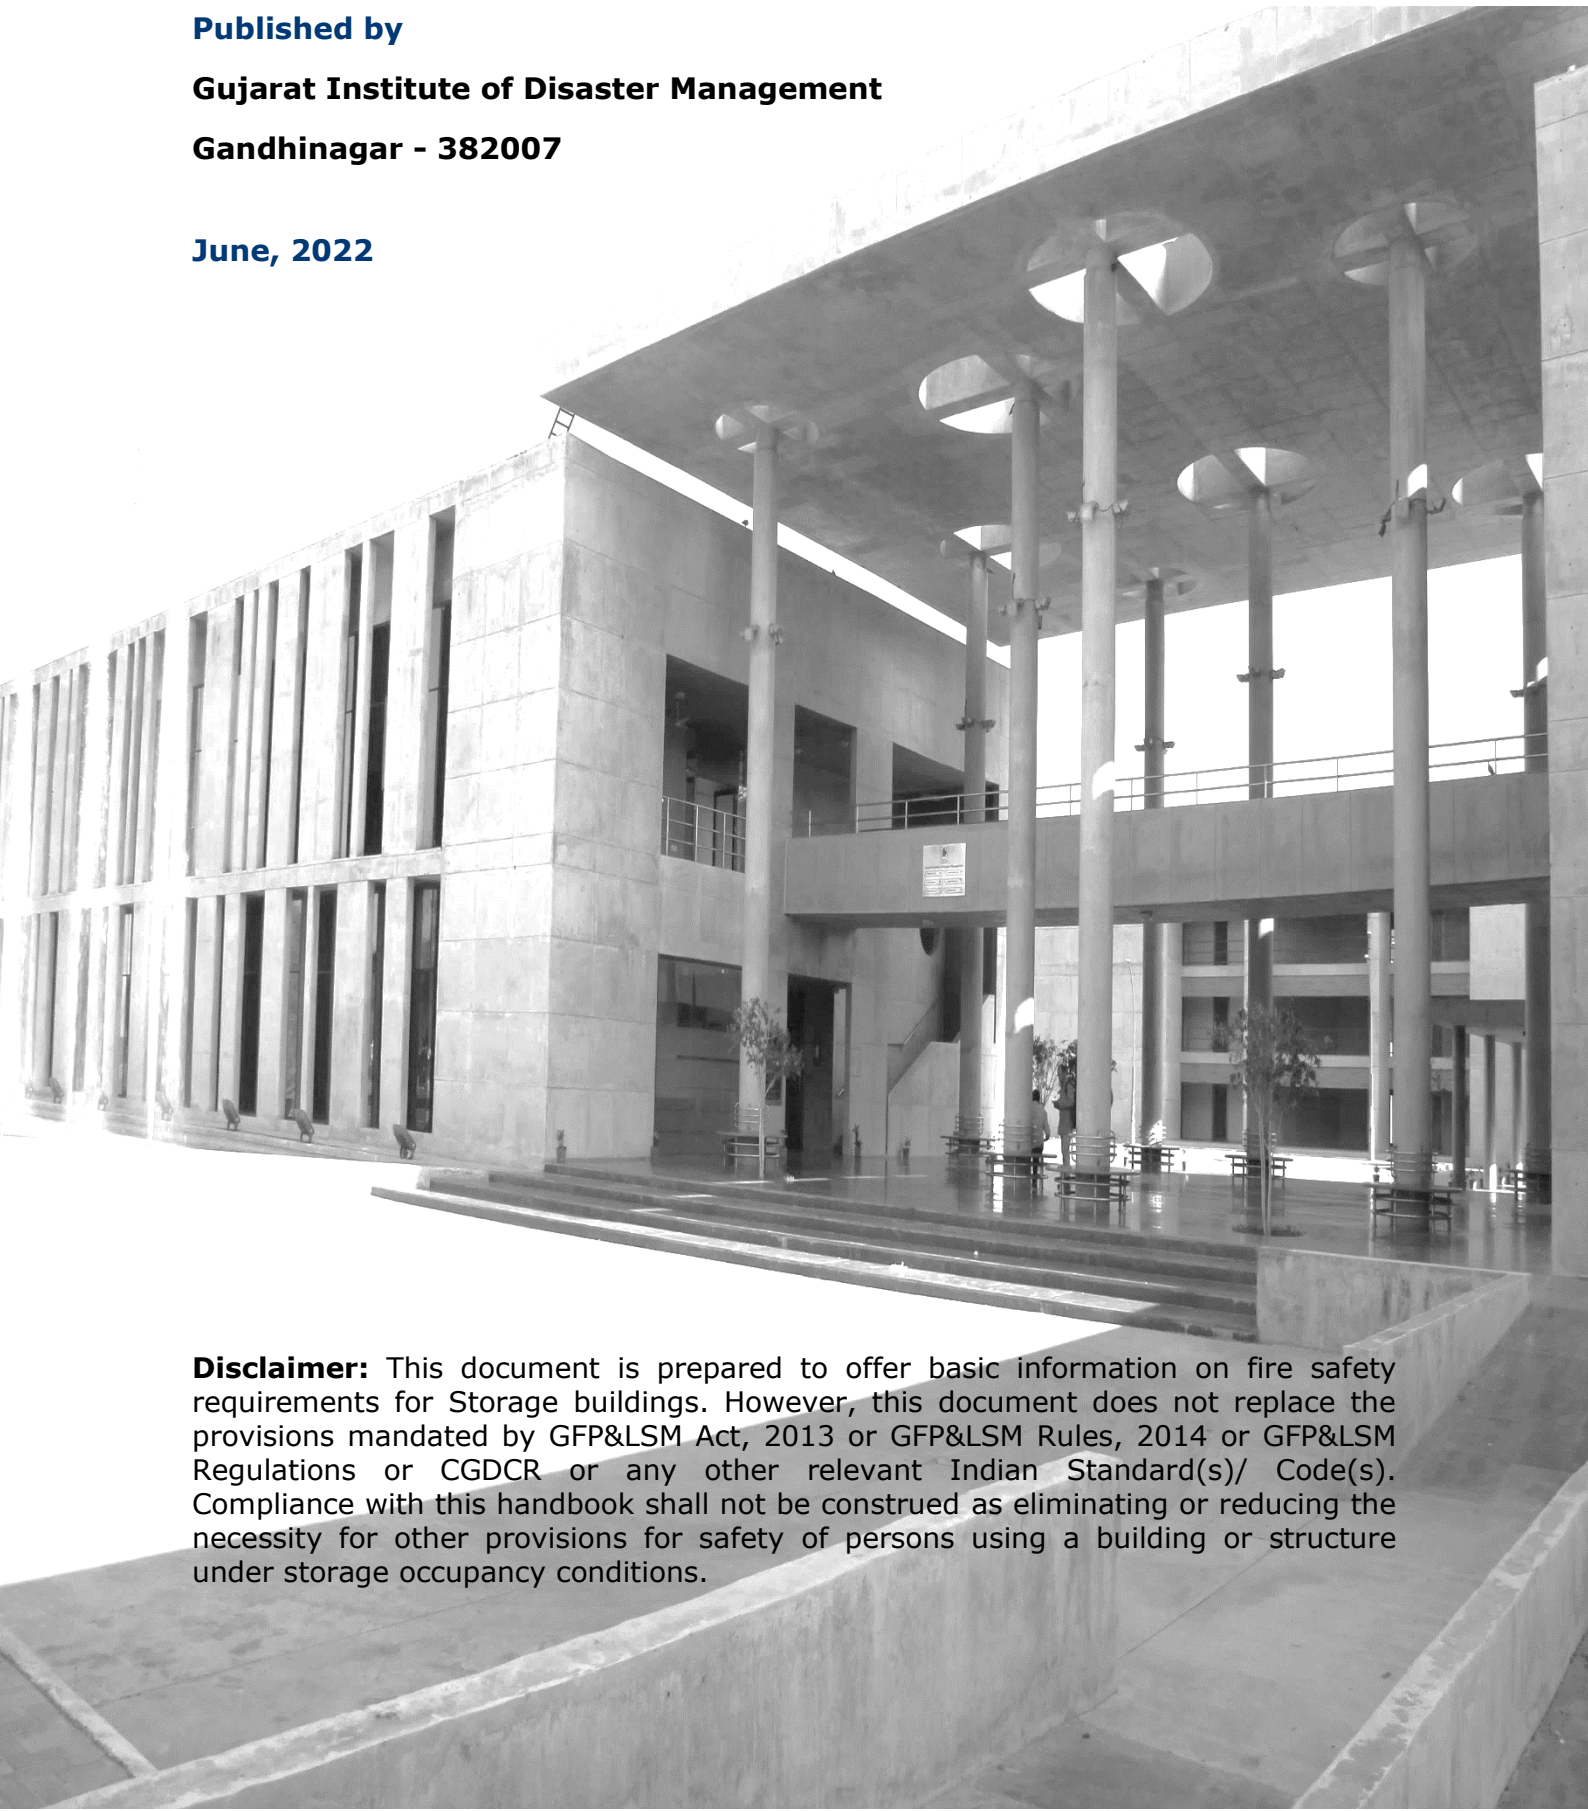 Published by
Gujarat Institute of Disaster Management
Gandhinagar - 382007
June, 2022
Disclaimer: This document is prepared to offer basic information on fire safety
requirements for Storage buildings. However, this document does not replace the
provisions mandated by GFP&LSM Act, 2013 or GFP&LSM Rules, 2014 or GFP&LSM
Regulations or CGDCR or any other relevant Indian Standard(s)/ Code(s).
Compliance with this handbook shall not be construed as eliminating or reducing the
necessity for other provisions for safety of persons using a building or structure
under storage occupancy conditions.